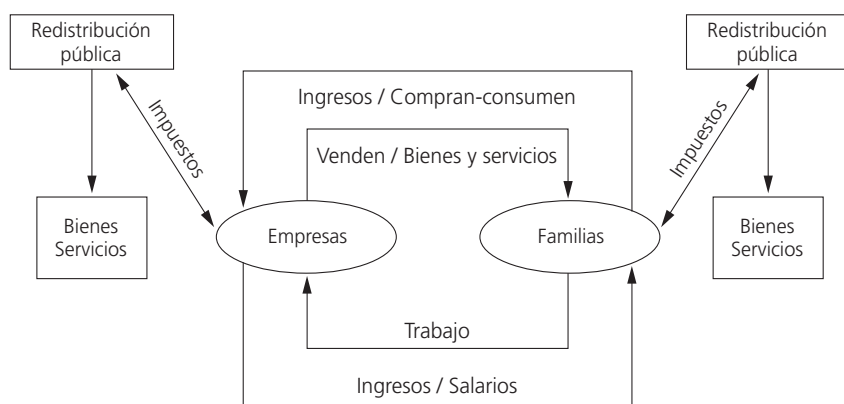 Redistribución
pública
Redistribución
pública
Ingresos / Compran-consumen
Impuestos
Impuestos
Venden / Bienes y servicios
Bienes
Servicios
Empresas
Familias
Bienes
Servicios
Trabajo
Ingresos / Salarios